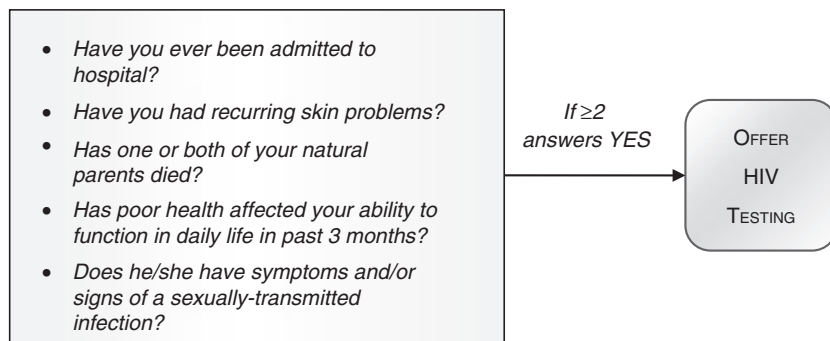 • Have you ever been admitted to
hospital?
• Have you had recurring skin problems?
• Has one or both of your natural
parents died?
• Has poor health affected your ability to
function in daily life in past 3 months?
• Does he/she have symptoms and/or
signs of a sexually-transmitted
infection?
If ≥2
answers YES
OFFER
HIV
TESTING